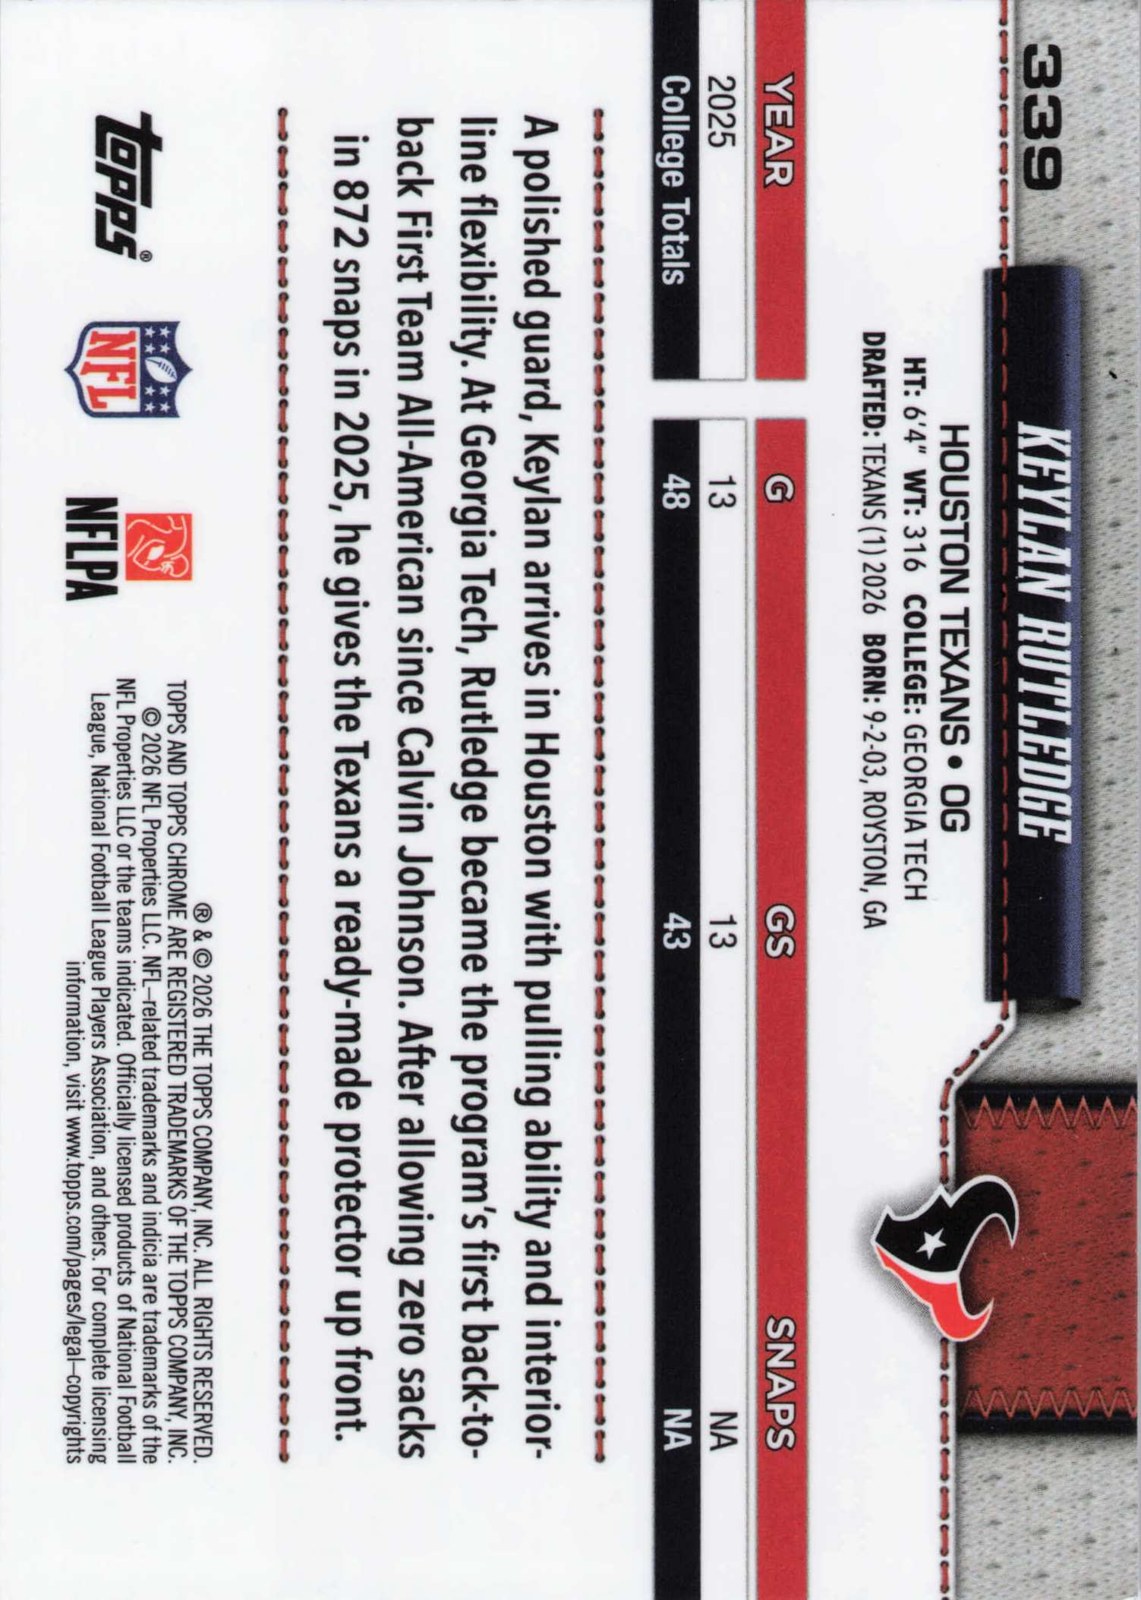 339
KEYLAN RUTLEDGE
HOUSTON TEXANS • OG
HT: 6'4" WT: 316 COLLEGE: GEORGIA TECH
DRAFTED: TEXANS (1) 2026 BORN: 9-2-03, ROYSTON, GA
YEAR G GS SNAPS
2025 13 13 NA
College Totals 48 43 NA
A polished guard, Keylan arrives in Houston with pulling ability and interior-
line flexibility. At Georgia Tech, Rutledge became the program's first back-to-
back First Team All-American since Calvin Johnson. After allowing zero sacks
in 872 snaps in 2025, he gives the Texans a ready-made protector up front.
topps®
NFL
NFLPA
® & © 2026 THE TOPPS COMPANY, INC. ALL RIGHTS RESERVED.
TOPPS AND TOPPS CHROME ARE REGISTERED TRADEMARKS OF THE TOPPS COMPANY, INC.
© 2026 NFL Properties LLC. NFL–related trademarks and indicia are trademarks of the
NFL Properties LLC or the teams indicated. Officially licensed products of National Football
League, National Football League Players Association, and others. For complete licensing
information, visit www.topps.com/pages/legal–copyrights